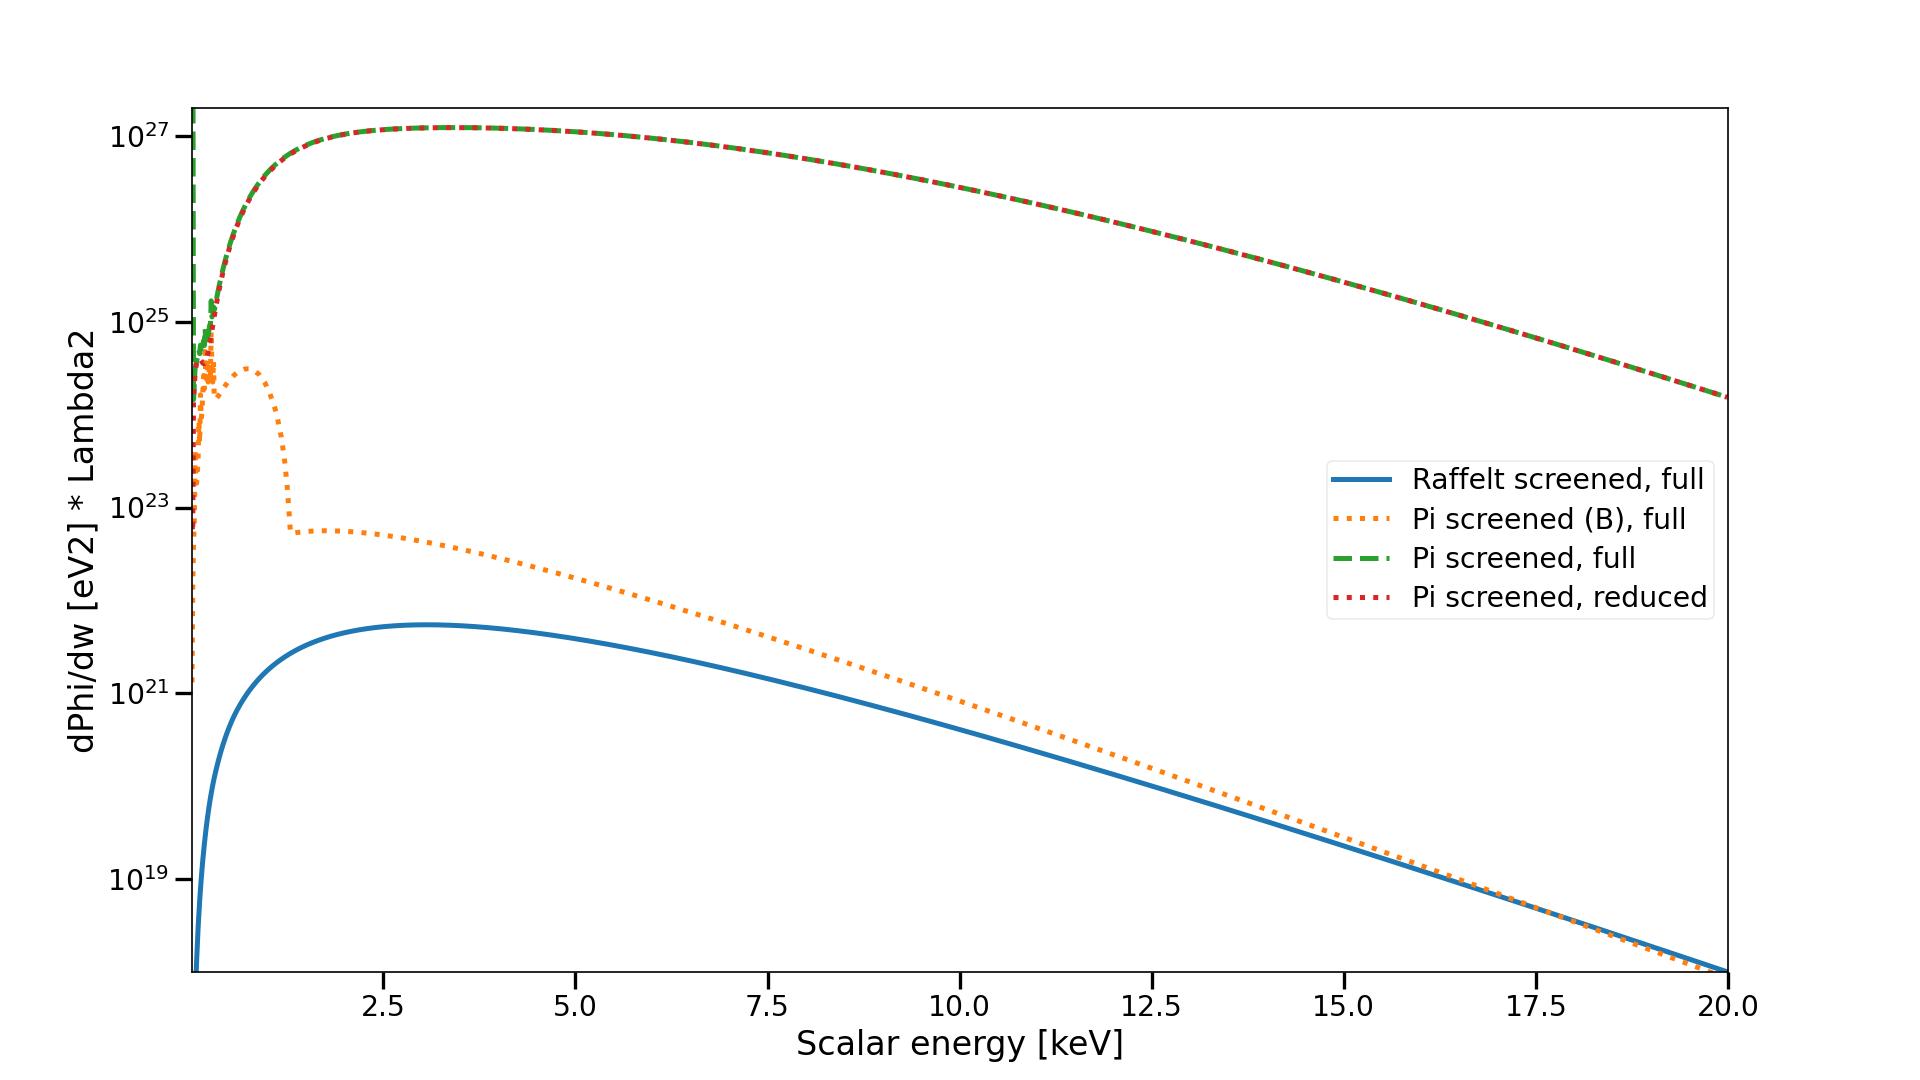 10^27
10^25
10^23
10^21
10^19
dPhi/dw [eV2] * Lambda2
Raffelt screened, full
Pi screened (B), full
Pi screened, full
Pi screened, reduced
2.5 5.0 7.5 10.0 12.5 15.0 17.5 20.0
Scalar energy [keV]